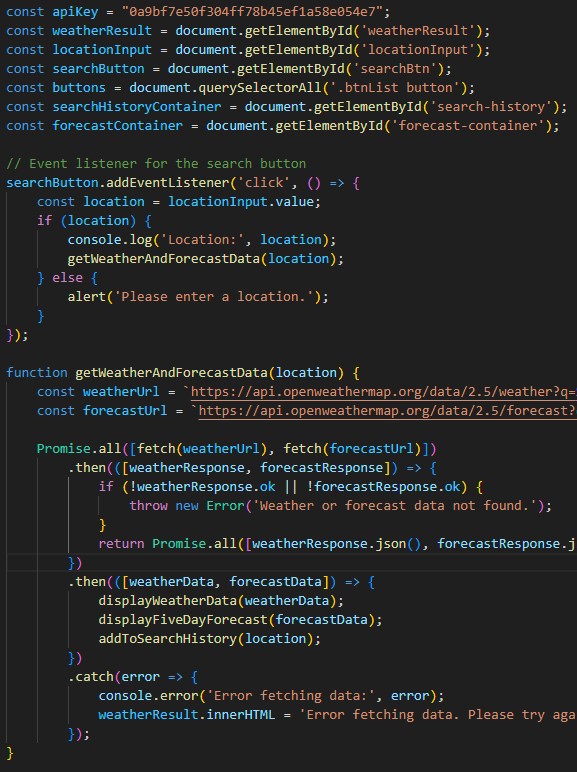 const apiKey = "0a9bf7e50f304ff78b45ef1a58e054e7";
const weatherResult = document.getElementById('weatherResult');
const locationInput = document.getElementById('locationInput');
const searchButton = document.getElementById('searchBtn');
const buttons = document.querySelectorAll('.btnList button');
const searchHistoryContainer = document.getElementById('search-history');
const forecastContainer = document.getElementById('forecast-container');
// Event listener for the search button
searchButton.addEventListener('click', () => {
    const location = locationInput.value;
    if (location) {
        console.log('Location:', location);
        getWeatherAndForecastData(location);
    } else {
        alert('Please enter a location.');
    }
});
function getWeatherAndForecastData(location) {
    const weatherUrl = `https://api.openweathermap.org/data/2.5/weather?q=
    const forecastUrl = `https://api.openweathermap.org/data/2.5/forecast?
    Promise.all([fetch(weatherUrl), fetch(forecastUrl)])
        .then(([weatherResponse, forecastResponse]) => {
            if (!weatherResponse.ok || !forecastResponse.ok) {
                throw new Error('Weather or forecast data not found.');
            }
            return Promise.all([weatherResponse.json(), forecastResponse.j
        })
        .then(([weatherData, forecastData]) => {
            displayWeatherData(weatherData);
            displayFiveDayForecast(forecastData);
            addToSearchHistory(location);
        })
        .catch(error => {
            console.error('Error fetching data:', error);
            weatherResult.innerHTML = 'Error fetching data. Please try aga
        });
}